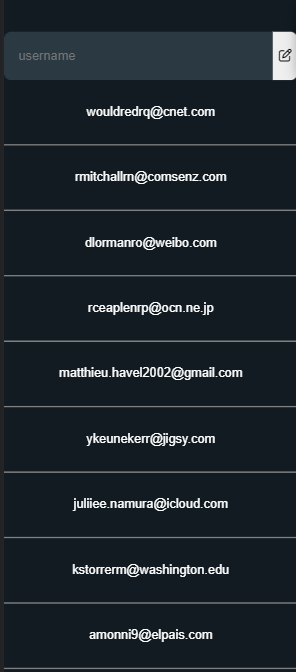 username
wouldredrq@cnet.com
rmitchallrn@comsenz.com
dlormanro@weibo.com
rceaplenrp@ocn.ne.jp
matthieu.havel2002@gmail.com
ykeunekerr@jigsy.com
juliiee.namura@icloud.com
kstorrerm@washington.edu
amonni9@elpais.com